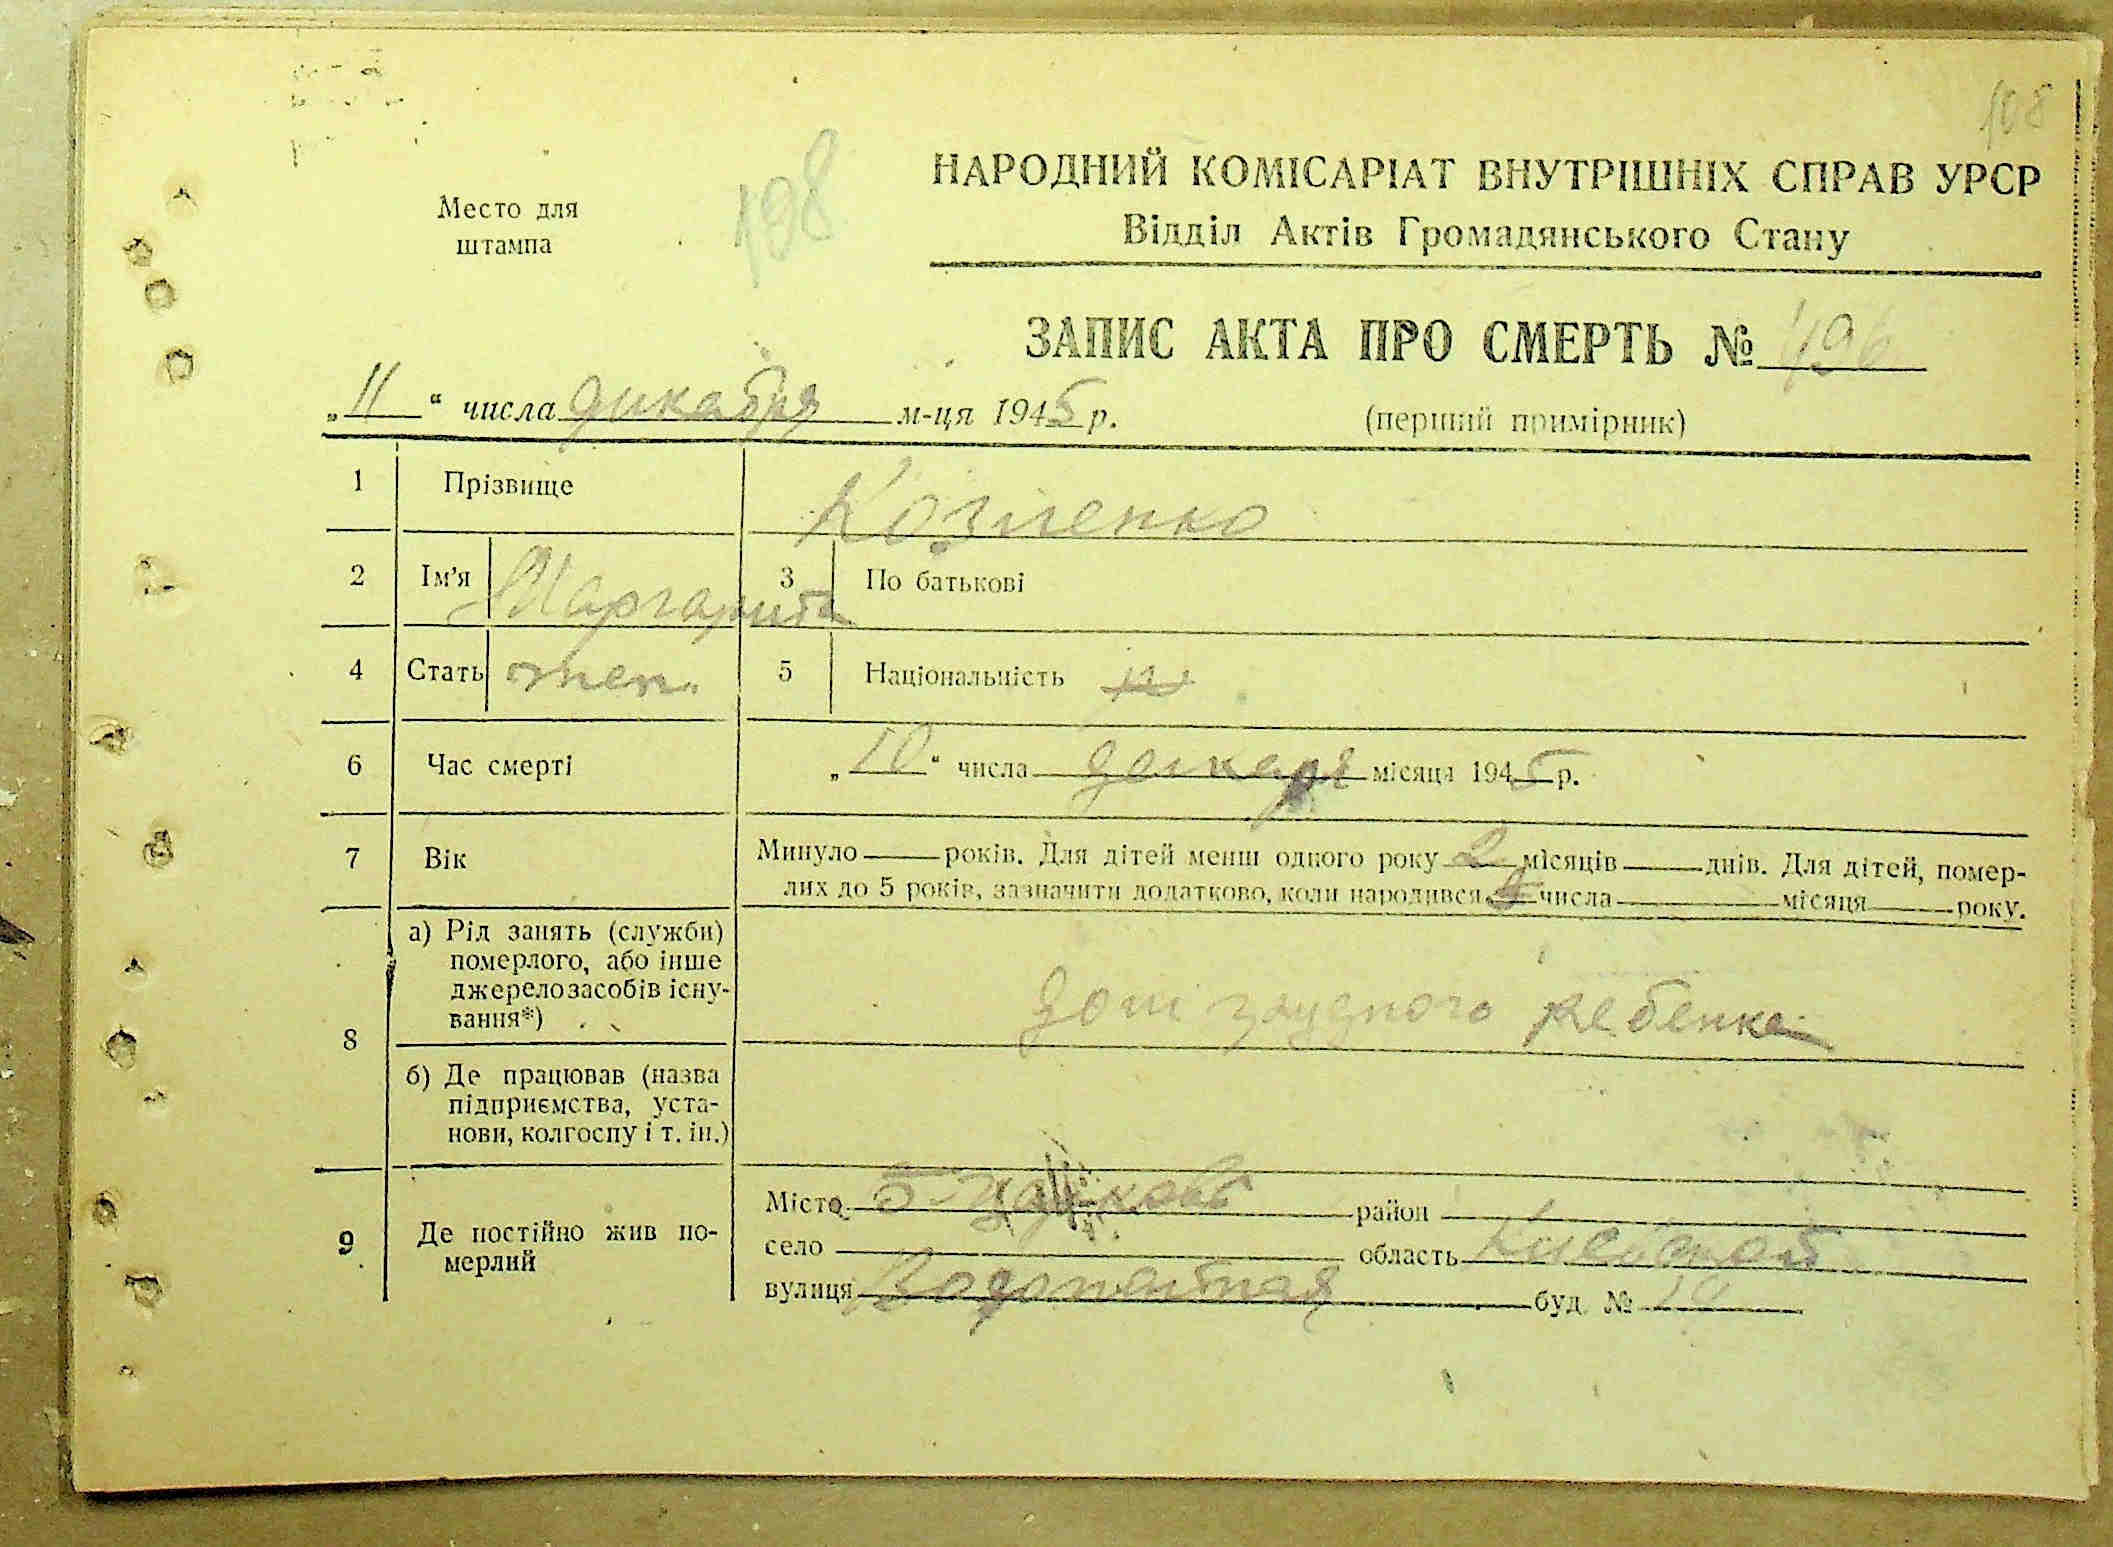 108
Место для
штампа
198
НАРОДНИЙ КОМІСАРІАТ ВНУТРІШНІХ СПРАВ УРСР
Відділ Актів Громадянського Стану
ЗАПИС АКТА ПРО СМЕРТЬ № 496
„11“ числа декабря м-ця 1945 р.
(перший примірник)
1 Прізвище Козленко
2 Ім'я Маргарита 3 По батькові
4 Стать жен. 5 Національність
6 Час смерті „10“ числа декаря місяця 1945 р.
7 Вік Минуло років. Для дітей менш одного року 2 місяців днів. Для дітей, помер-
лих до 5 років, зазначити додатково, коли народився числа місяця року.
8 а) Рід занять (служби)
померлого, або інше
джерело засобів існу-
вання*)
дом грудного ребенка
б) Де працював (назва
підприємства, уста-
нови, колгоспу і т. ін.)
9 Де постійно жив по-
мерлий
Місто Б-Церковь район
село область Киевской
вулиця буд. № 10